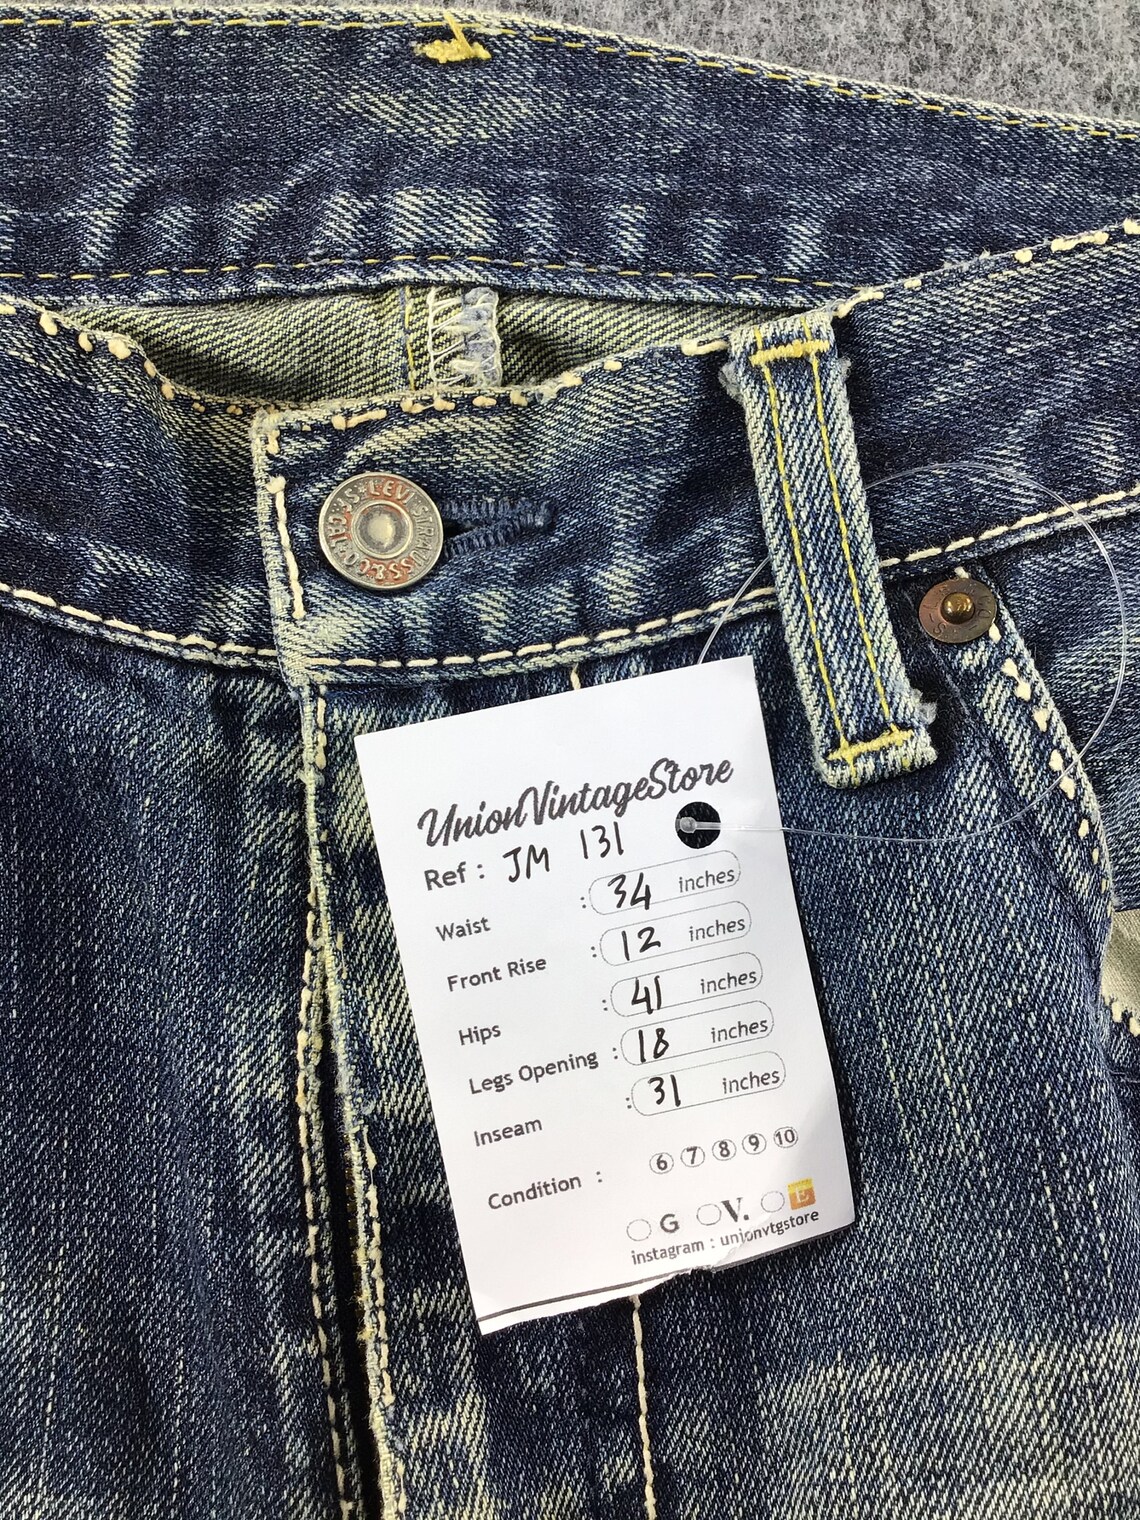 LEVI STRAUSS & CO
UnionVintageStore
Ref : JM 131
Waist : 34 inches
Front Rise : 12 inches
Hips : 41 inches
Legs Opening : 18 inches
Inseam : 31 inches
Condition : 6 7 8 9 10
G V. E
instagram : unionvtgstore